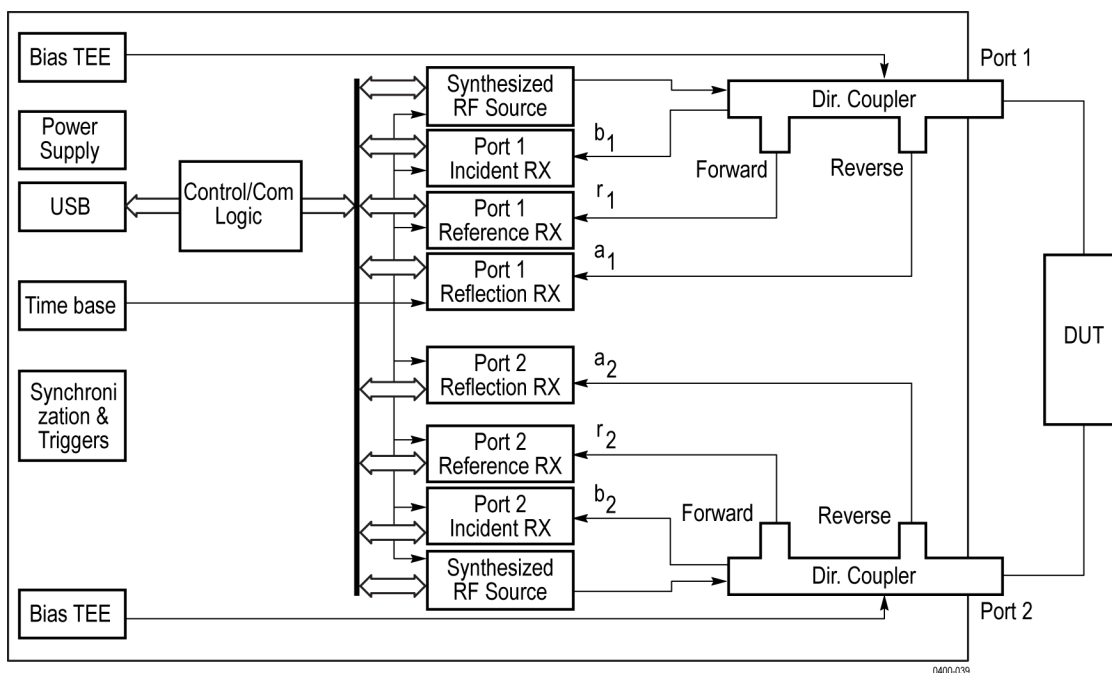 Bias TEE
Power
Supply
USB
Control/Com
Logic
Time base
Synchroni
zation &
Triggers
Bias TEE
Synthesized
RF Source
Port 1
Incident RX
Port 1
Reference RX
Port 1
Reflection RX
Port 2
Reflection RX
Port 2
Reference RX
Port 2
Incident RX
Synthesized
RF Source
b1
r1
a1
a2
r2
b2
Port 1
Dir. Coupler
Forward
Reverse
DUT
Forward
Reverse
Dir. Coupler
Port 2
0400-039